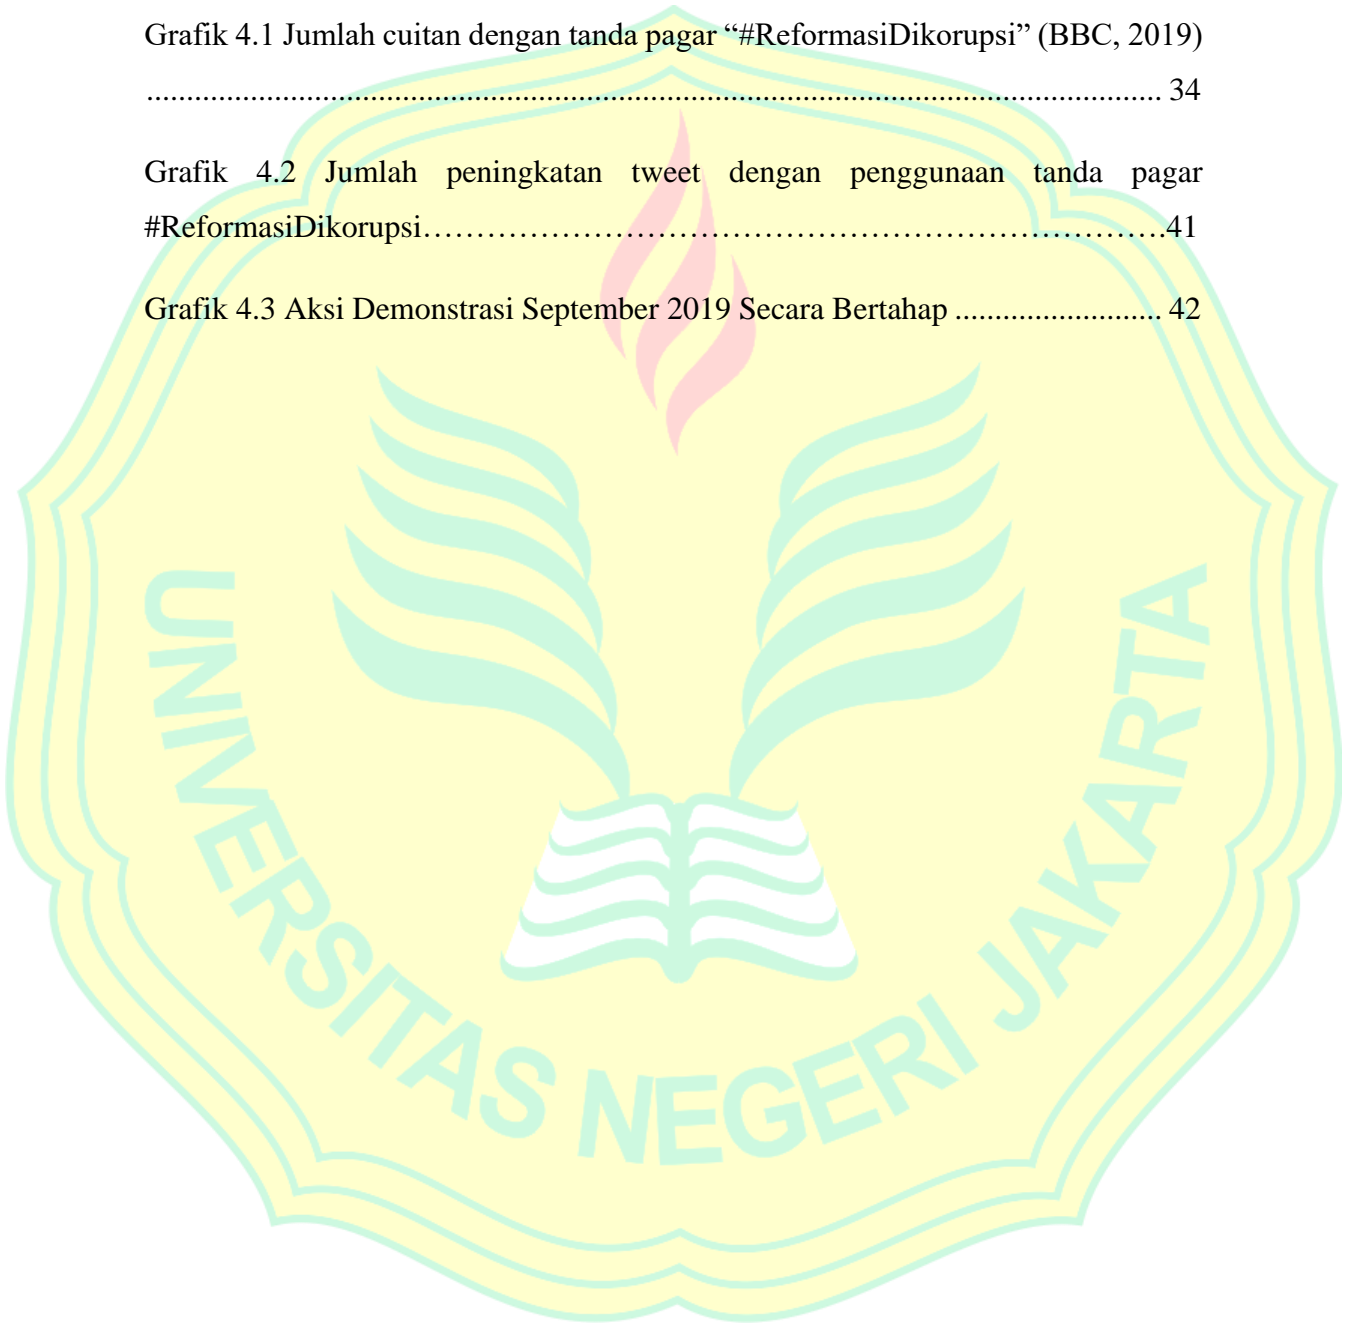 Grafik 4.1 Jumlah cuitan dengan tanda pagar “#ReformasiDikorupsi” (BBC, 2019)
................................................................................................................................ 34
Grafik 4.2 Jumlah peningkatan tweet dengan penggunaan tanda pagar
#ReformasiDikorupsi……………………………………………………………41
Grafik 4.3 Aksi Demonstrasi September 2019 Secara Bertahap .......................... 42
UNIVERSITAS NEGERI JAKARTA